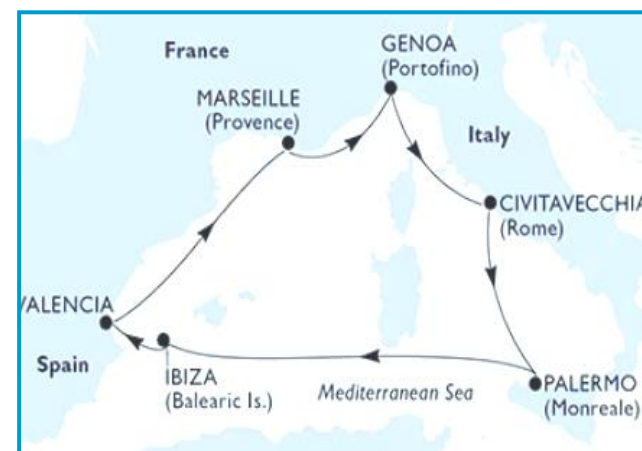 France
GENOA
(Portofino)
MARSEILLE
(Provence)
Italy
CIVITAVECCHIA
(Rome)
VALENCIA
Spain
IBIZA
(Balearic Is.)
Mediterranean Sea
PALERMO
(Monreale)